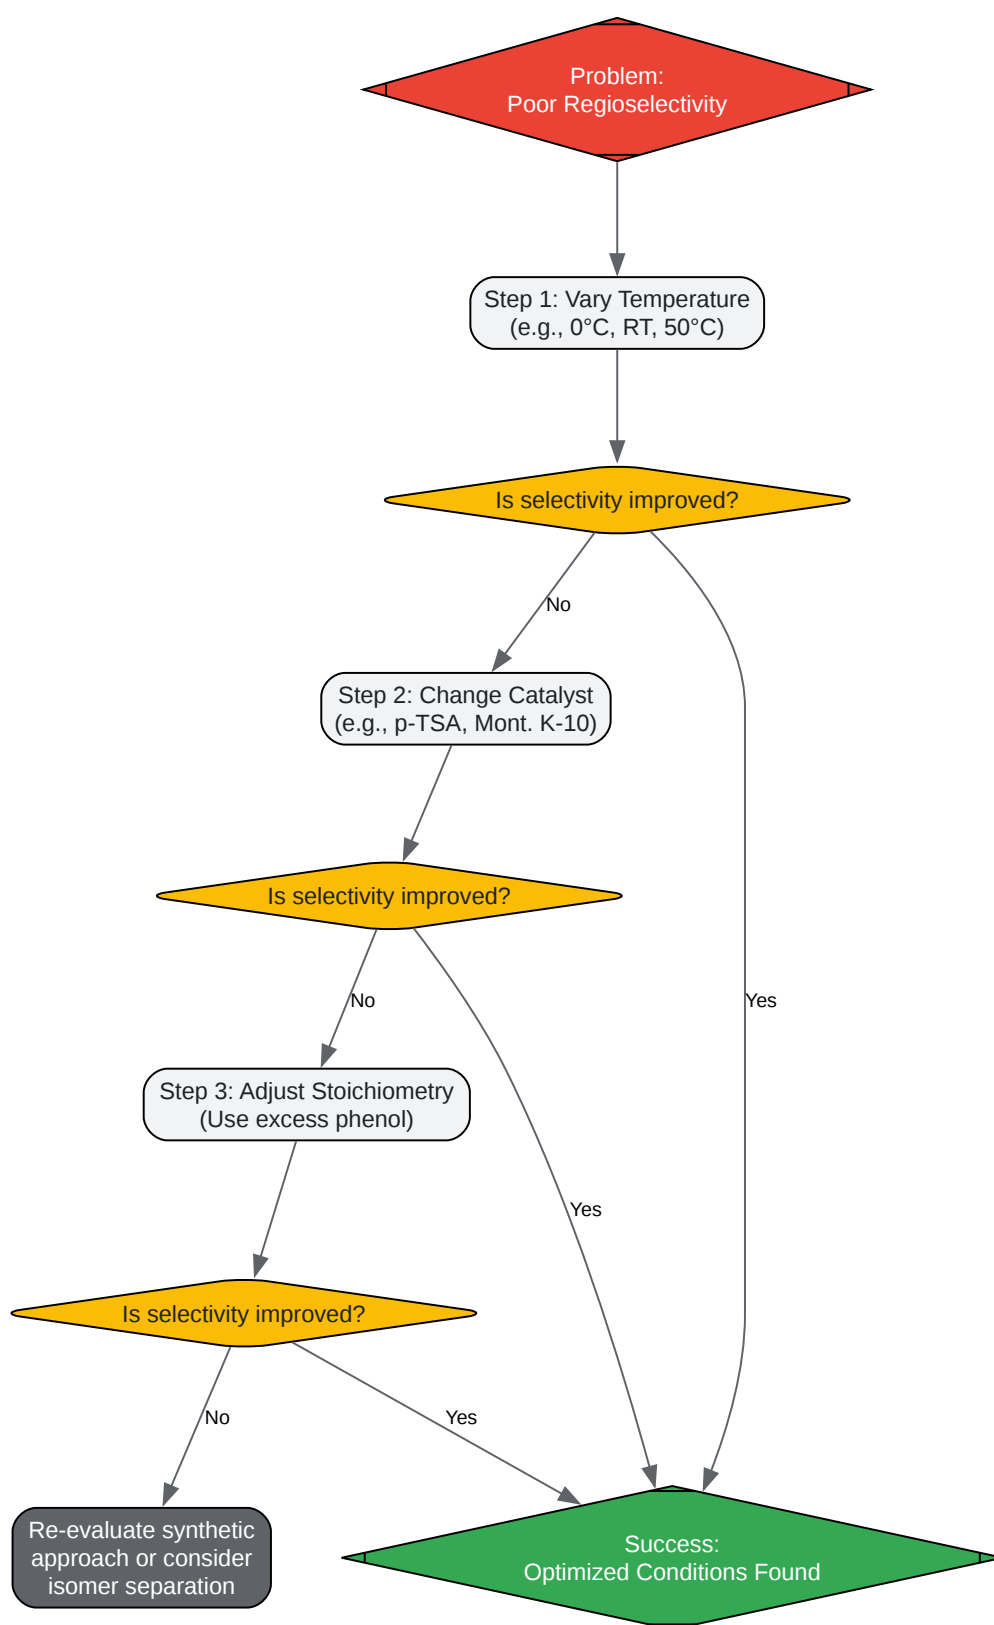 Problem:
Poor Regioselectivity
Step 1: Vary Temperature
(e.g., 0°C, RT, 50°C)
Is selectivity improved?
No
Step 2: Change Catalyst
(e.g., p-TSA, Mont. K-10)
Is selectivity improved?
No
Yes
Step 3: Adjust Stoichiometry
(Use excess phenol)
Yes
Is selectivity improved?
No
Yes
Re-evaluate synthetic
approach or consider
isomer separation
Success:
Optimized Conditions Found